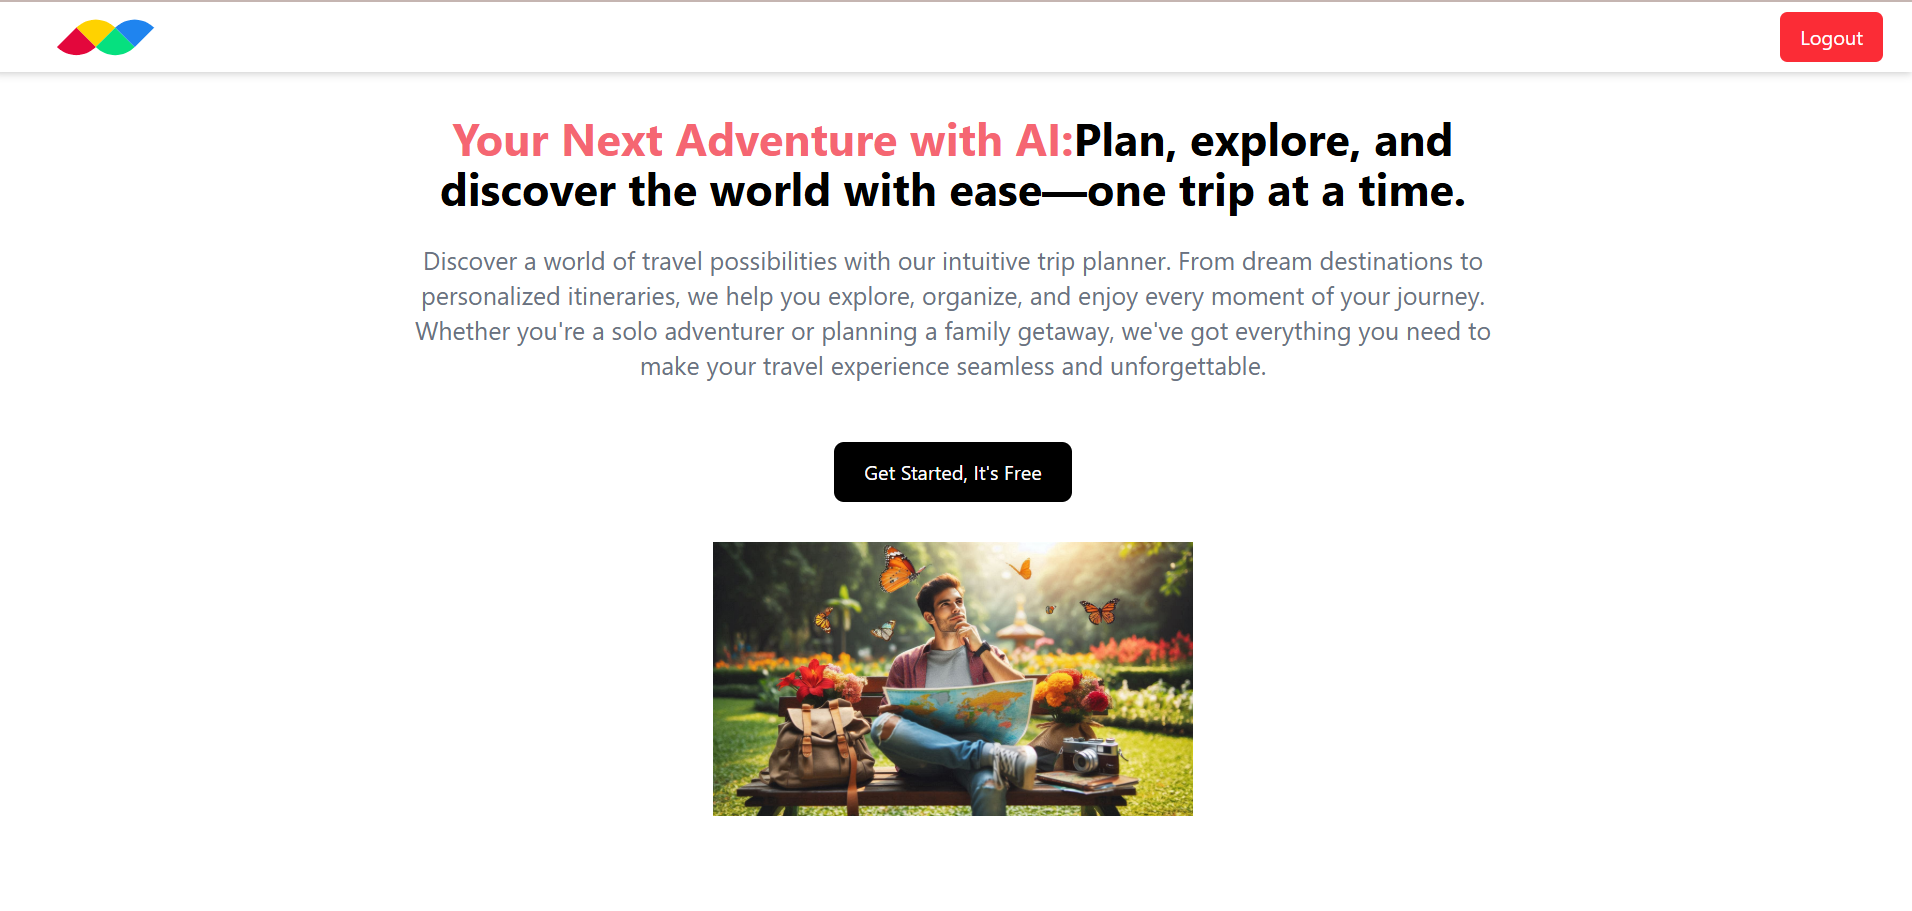 Logout
Your Next Adventure with AI:Plan, explore, and
discover the world with ease—one trip at a time.
Discover a world of travel possibilities with our intuitive trip planner. From dream destinations to
personalized itineraries, we help you explore, organize, and enjoy every moment of your journey.
Whether you're a solo adventurer or planning a family getaway, we've got everything you need to
make your travel experience seamless and unforgettable.
Get Started, It's Free